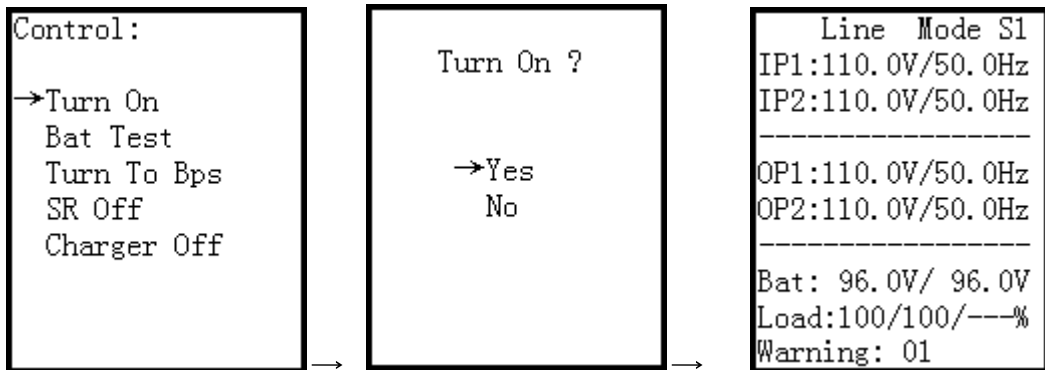 Control:
→Turn On
Bat Test
Turn To Bps
SR Off
Charger Off
→
Turn On ?
→Yes
No
→
Line Mode S1
IP1:110.0V/50.0Hz
IP2:110.0V/50.0Hz
-----------------
OP1:110.0V/50.0Hz
OP2:110.0V/50.0Hz
-----------------
Bat: 96.0V/ 96.0V
Load:100/100/---%
Warning: 01